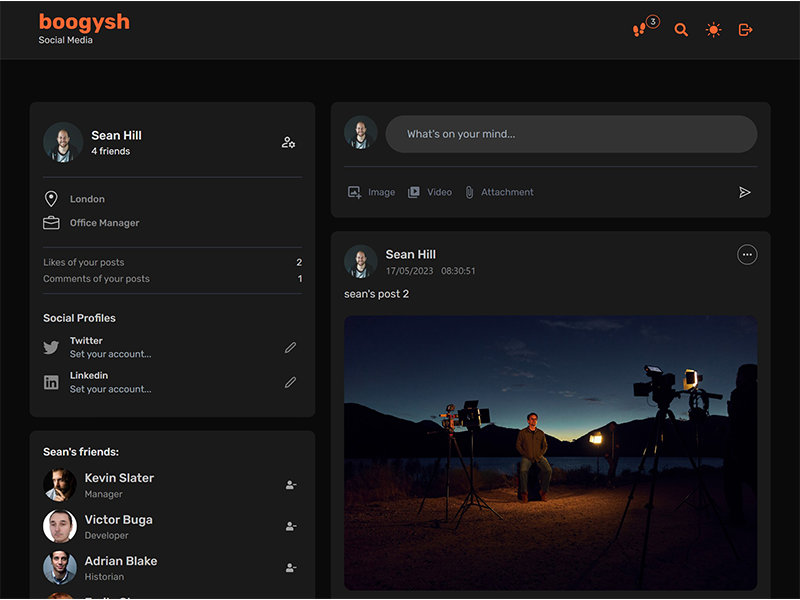 boogysh
Social Media
3
Sean Hill
4 friends
London
Office Manager
Likes of your posts 2
Comments of your posts 1
Social Profiles
Twitter
Set your account...
Linkedin
Set your account...
Sean's friends:
Kevin Slater
Manager
Victor Buga
Developer
Adrian Blake
Historian
What's on your mind...
Image Video Attachment
Sean Hill
17/05/2023 08:30:51
sean's post 2